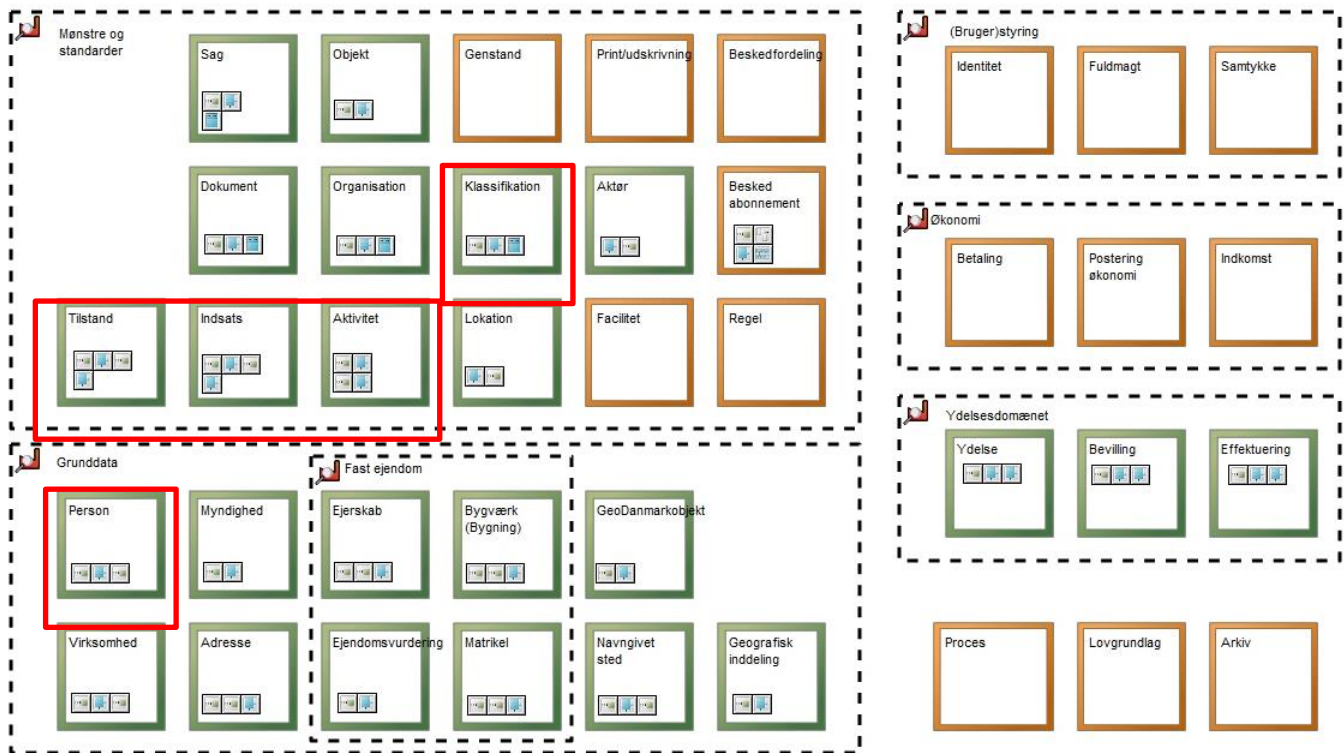 Mønstre og
standarder
Sag
Objekt
Genstand
Print/udskrivning
Beskedfordeling
Dokument
Organisation
Klassifikation
Aktør
Besked
abonnement
Tilstand
Indsats
Aktivitet
Lokation
Facilitet
Regel
Grunddata
Fast ejendom
Person
Myndighed
Ejerskab
Bygværk
(Bygning)
GeoDanmarkobjekt
Virksomhed
Adresse
Ejendomsvurdering
Matrikel
Navngivet
sted
Geografisk
inddeling
(Bruger)styring
Identitet
Fuldmagt
Samtykke
Økonomi
Betaling
Postering
økonomi
Indkomst
Ydelsesdomænet
Ydelse
Bevilling
Effektuering
Proces
Lovgrundlag
Arkiv